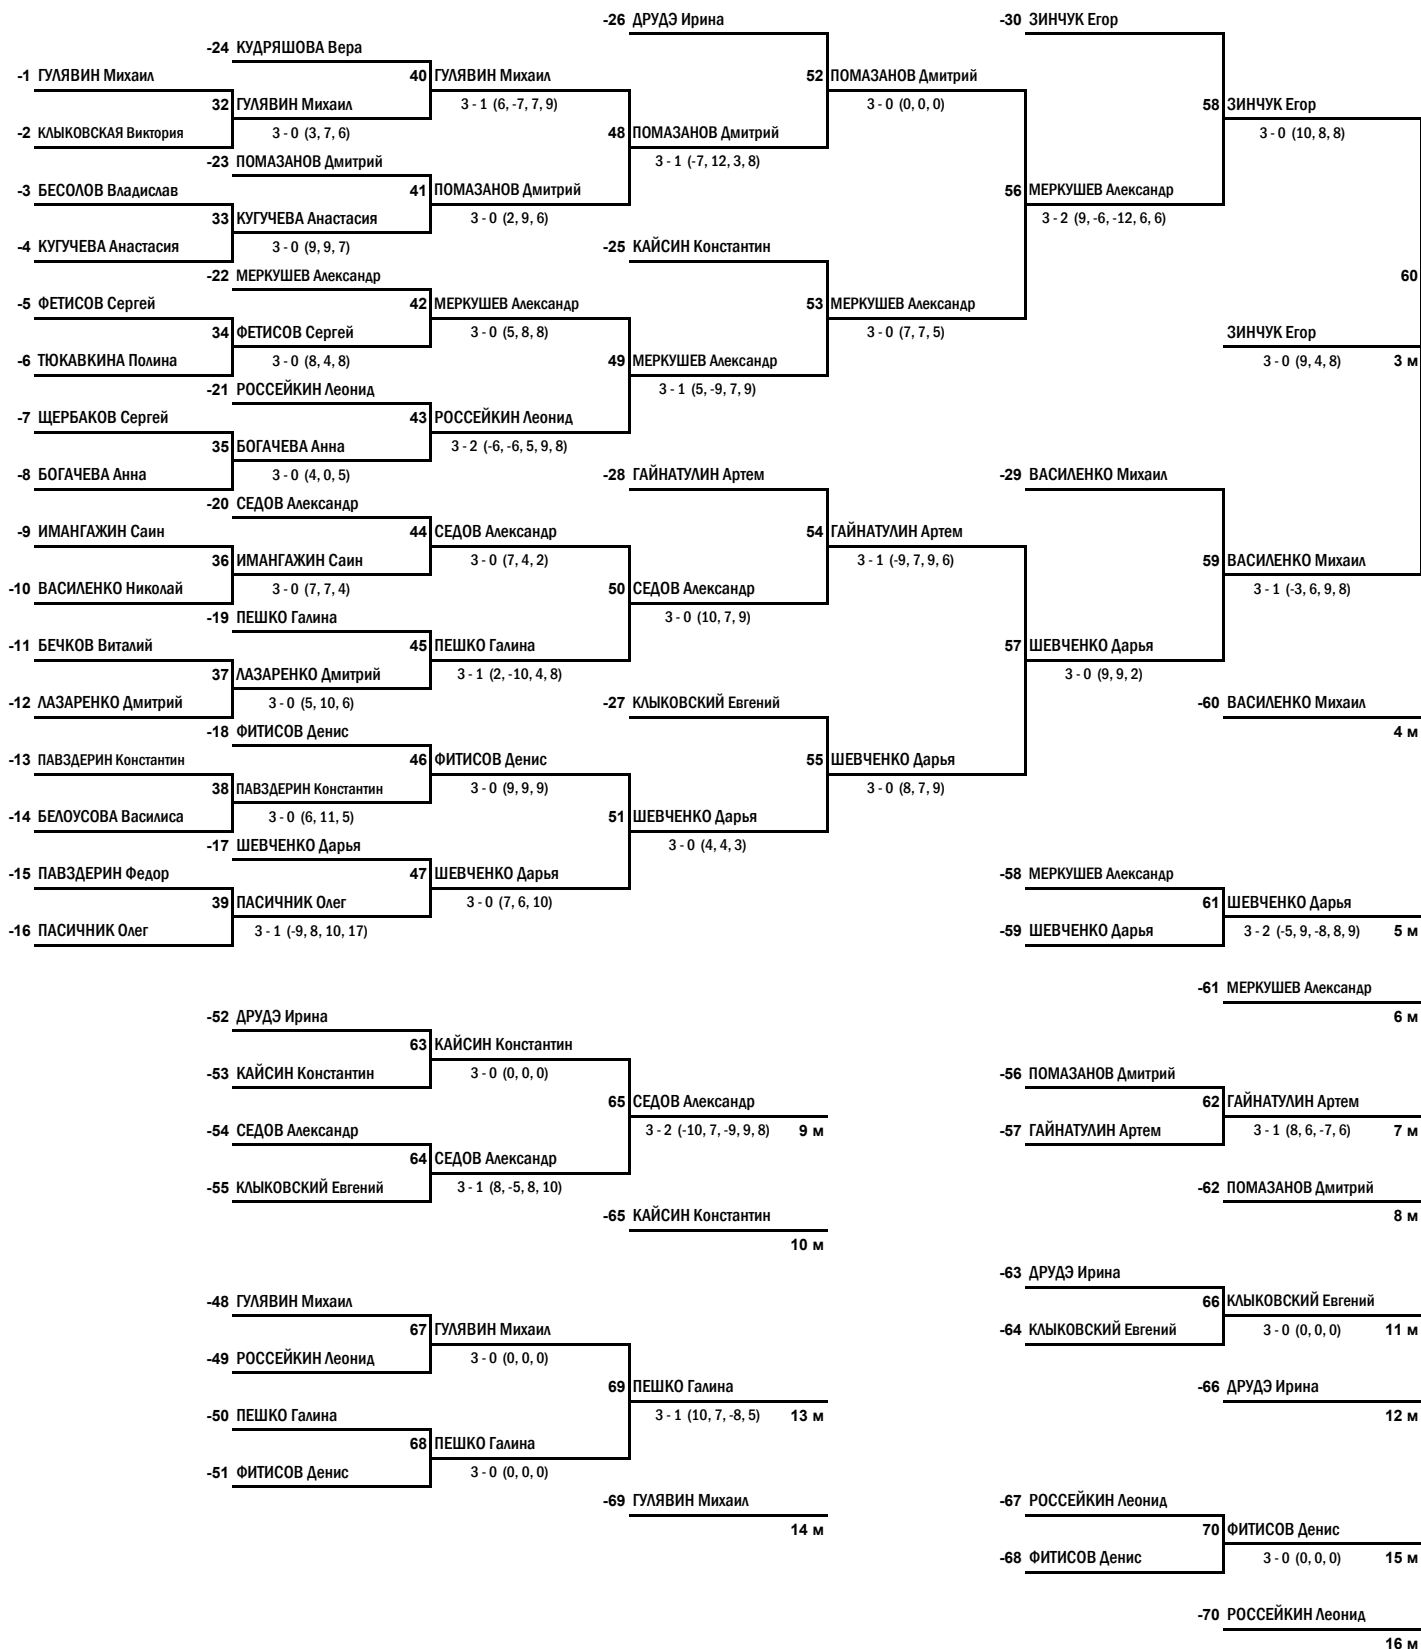 -26 ДРУДЭ Ирина
-30 ЗИНЧУК Егор
-24 КУДРЯШОВА Вера
-1 ГУЛЯВИН Михаил
40 ГУЛЯВИН Михаил
52 ПОМАЗАНОВ Дмитрий
32 ГУЛЯВИН Михаил
3 - 1 (6, -7, 7, 9)
3 - 0 (0, 0, 0)
58 ЗИНЧУК Егор
-2 КЛЫКОВСКАЯ Виктория
3 - 0 (3, 7, 6)
48 ПОМАЗАНОВ Дмитрий
3 - 0 (10, 8, 8)
-23 ПОМАЗАНОВ Дмитрий
3 - 1 (-7, 12, 3, 8)
-3 БЕСОЛОВ Владислав
41 ПОМАЗАНОВ Дмитрий
56 МЕРКУШЕВ Александр
33 КУГУЧЕВА Анастасия
3 - 0 (2, 9, 6)
3 - 2 (9, -6, -12, 6, 6)
-4 КУГУЧЕВА Анастасия
3 - 0 (9, 9, 7)
-25 КАЙСИН Константин
-22 МЕРКУШЕВ Александр
60
-5 ФЕТИСОВ Сергей
42 МЕРКУШЕВ Александр
53 МЕРКУШЕВ Александр
34 ФЕТИСОВ Сергей
3 - 0 (5, 8, 8)
3 - 0 (7, 7, 5)
ЗИНЧУК Егор
-6 ТЮКАВКИНА Полина
3 - 0 (8, 4, 8)
49 МЕРКУШЕВ Александр
3 - 0 (9, 4, 8) 3 м
-21 РОССЕЙКИН Леонид
3 - 1 (5, -9, 7, 9)
-7 ЩЕРБАКОВ Сергей
43 РОССЕЙКИН Леонид
35 БОГАЧЕВА Анна
3 - 2 (-6, -6, 5, 9, 8)
-8 БОГАЧЕВА Анна
3 - 0 (4, 0, 5)
-28 ГАЙНАТУЛИН Артем
-29 ВАСИЛЕНКО Михаил
-20 СЕДОВ Александр
-9 ИМАНГАЖИН Саин
44 СЕДОВ Александр
54 ГАЙНАТУЛИН Артем
36 ИМАНГАЖИН Саин
3 - 0 (7, 4, 2)
3 - 1 (-9, 7, 9, 6)
59 ВАСИЛЕНКО Михаил
-10 ВАСИЛЕНКО Николай
3 - 0 (7, 7, 4)
50 СЕДОВ Александр
3 - 1 (-3, 6, 9, 8)
-19 ПЕШКО Галина
3 - 0 (10, 7, 9)
-11 БЕЧКОВ Виталий
45 ПЕШКО Галина
57 ШЕВЧЕНКО Дарья
37 ЛАЗАРЕНКО Дмитрий
3 - 1 (2, -10, 4, 8)
3 - 0 (9, 9, 2)
-12 ЛАЗАРЕНКО Дмитрий
3 - 0 (5, 10, 6)
-27 КЛЫКОВСКИЙ Евгений
-60 ВАСИЛЕНКО Михаил
-18 ФИТИСОВ Денис
4 м
-13 ПАВЗДЕРИН Константин
46 ФИТИСОВ Денис
55 ШЕВЧЕНКО Дарья
38 ПАВЗДЕРИН Константин
3 - 0 (9, 9, 9)
3 - 0 (8, 7, 9)
-14 БЕЛОУСОВА Василиса
3 - 0 (6, 11, 5)
51 ШЕВЧЕНКО Дарья
-17 ШЕВЧЕНКО Дарья
3 - 0 (4, 4, 3)
-15 ПАВЗДЕРИН Федор
47 ШЕВЧЕНКО Дарья
-58 МЕРКУШЕВ Александр
39 ПАСИЧНИК Олег
3 - 0 (7, 6, 10)
61 ШЕВЧЕНКО Дарья
-16 ПАСИЧНИК Олег
3 - 1 (-9, 8, 10, 17)
-59 ШЕВЧЕНКО Дарья
3 - 2 (-5, 9, -8, 8, 9) 5 м
-61 МЕРКУШЕВ Александр
-52 ДРУДЭ Ирина
6 м
63 КАЙСИН Константин
-53 КАЙСИН Константин
3 - 0 (0, 0, 0)
-56 ПОМАЗАНОВ Дмитрий
65 СЕДОВ Александр
62 ГАЙНАТУЛИН Артем
-54 СЕДОВ Александр
3 - 2 (-10, 7, -9, 9, 8) 9 м
-57 ГАЙНАТУЛИН Артем
3 - 1 (8, 6, -7, 6) 7 м
64 СЕДОВ Александр
-55 КЛЫКОВСКИЙ Евгений
3 - 1 (8, -5, 8, 10)
-62 ПОМАЗАНОВ Дмитрий
-65 КАЙСИН Константин
8 м
10 м
-63 ДРУДЭ Ирина
-48 ГУЛЯВИН Михаил
66 КЛЫКОВСКИЙ Евгений
67 ГУЛЯВИН Михаил
-64 КЛЫКОВСКИЙ Евгений
3 - 0 (0, 0, 0) 11 м
-49 РОССЕЙКИН Леонид
3 - 0 (0, 0, 0)
69 ПЕШКО Галина
-66 ДРУДЭ Ирина
-50 ПЕШКО Галина
3 - 1 (10, 7, -8, 5) 13 м
12 м
68 ПЕШКО Галина
-51 ФИТИСОВ Денис
3 - 0 (0, 0, 0)
-69 ГУЛЯВИН Михаил
-67 РОССЕЙКИН Леонид
14 м
70 ФИТИСОВ Денис
-68 ФИТИСОВ Денис
3 - 0 (0, 0, 0) 15 м
-70 РОССЕЙКИН Леонид
16 м